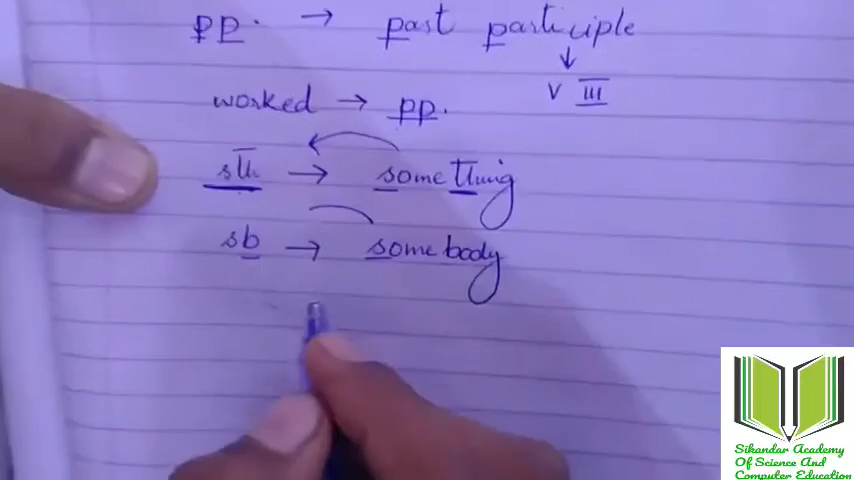 pp. → past participle
↓
worked → pp. V III
sth → something
sb → somebody
Sikandar Academy
Of Science And
Computer Education